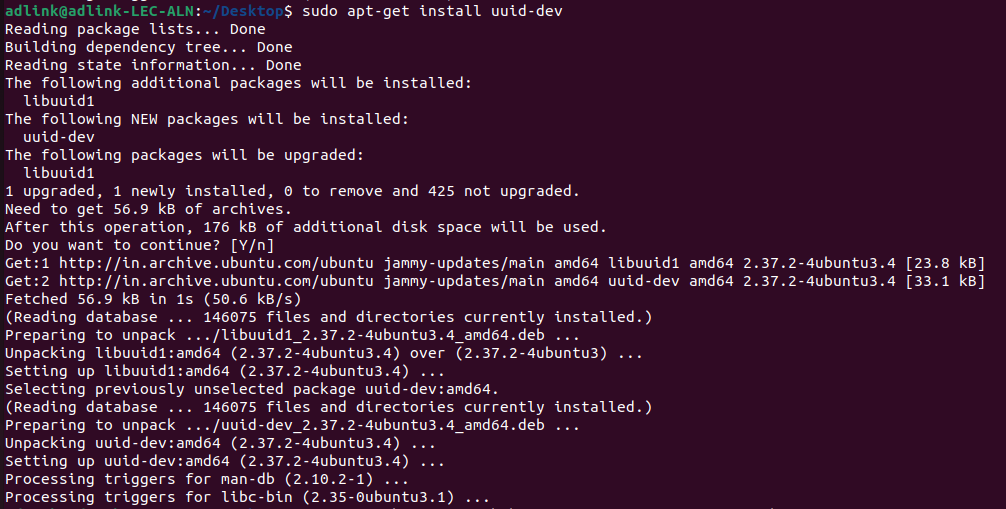 adlink@adlink-LEC-ALN:~/Desktop$ sudo apt-get install uuid-dev
Reading package lists... Done
Building dependency tree... Done
Reading state information... Done
The following additional packages will be installed:
  libuuid1
The following NEW packages will be installed:
  uuid-dev
The following packages will be upgraded:
  libuuid1
1 upgraded, 1 newly installed, 0 to remove and 425 not upgraded.
Need to get 56.9 kB of archives.
After this operation, 176 kB of additional disk space will be used.
Do you want to continue? [Y/n]
Get:1 http://in.archive.ubuntu.com/ubuntu jammy-updates/main amd64 libuuid1 amd64 2.37.2-4ubuntu3.4 [23.8 kB]
Get:2 http://in.archive.ubuntu.com/ubuntu jammy-updates/main amd64 uuid-dev amd64 2.37.2-4ubuntu3.4 [33.1 kB]
Fetched 56.9 kB in 1s (50.6 kB/s)
(Reading database ... 146075 files and directories currently installed.)
Preparing to unpack .../libuuid1_2.37.2-4ubuntu3.4_amd64.deb ...
Unpacking libuuid1:amd64 (2.37.2-4ubuntu3.4) over (2.37.2-4ubuntu3) ...
Setting up libuuid1:amd64 (2.37.2-4ubuntu3.4) ...
Selecting previously unselected package uuid-dev:amd64.
(Reading database ... 146075 files and directories currently installed.)
Preparing to unpack .../uuid-dev_2.37.2-4ubuntu3.4_amd64.deb ...
Unpacking uuid-dev:amd64 (2.37.2-4ubuntu3.4) ...
Setting up uuid-dev:amd64 (2.37.2-4ubuntu3.4) ...
Processing triggers for man-db (2.10.2-1) ...
Processing triggers for libc-bin (2.35-0ubuntu3.1) ...